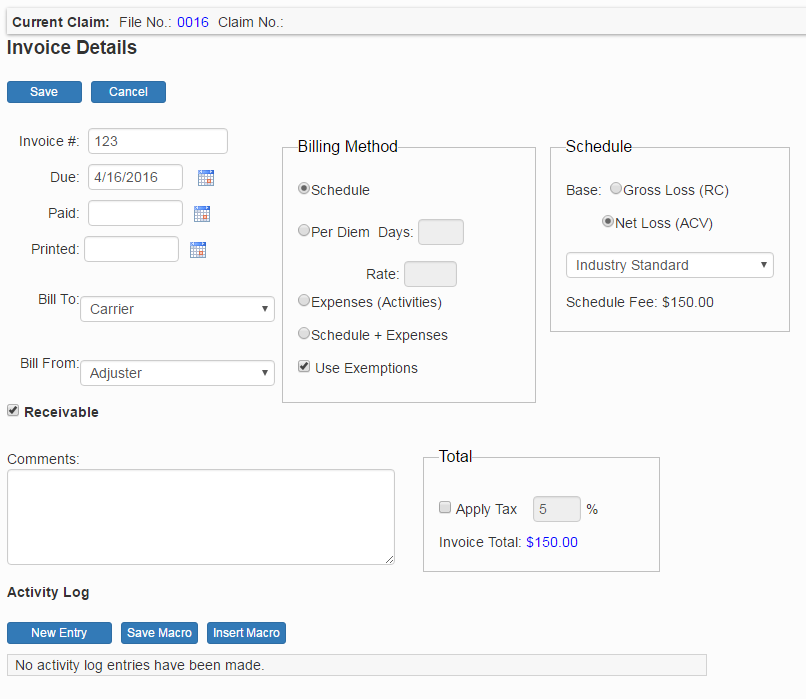 Current Claim: File No.: 0016 Claim No.:
Invoice Details
Save Cancel
Invoice #: 123
Due: 4/16/2016
Paid:
Printed:
Bill To: Carrier
Bill From: Adjuster
Receivable
Billing Method
Schedule
Per Diem Days:
Rate:
Expenses (Activities)
Schedule + Expenses
Use Exemptions
Schedule
Base: Gross Loss (RC)
Net Loss (ACV)
Industry Standard
Schedule Fee: $150.00
Comments:
Total
Apply Tax 5 %
Invoice Total: $150.00
Activity Log
New Entry Save Macro Insert Macro
No activity log entries have been made.